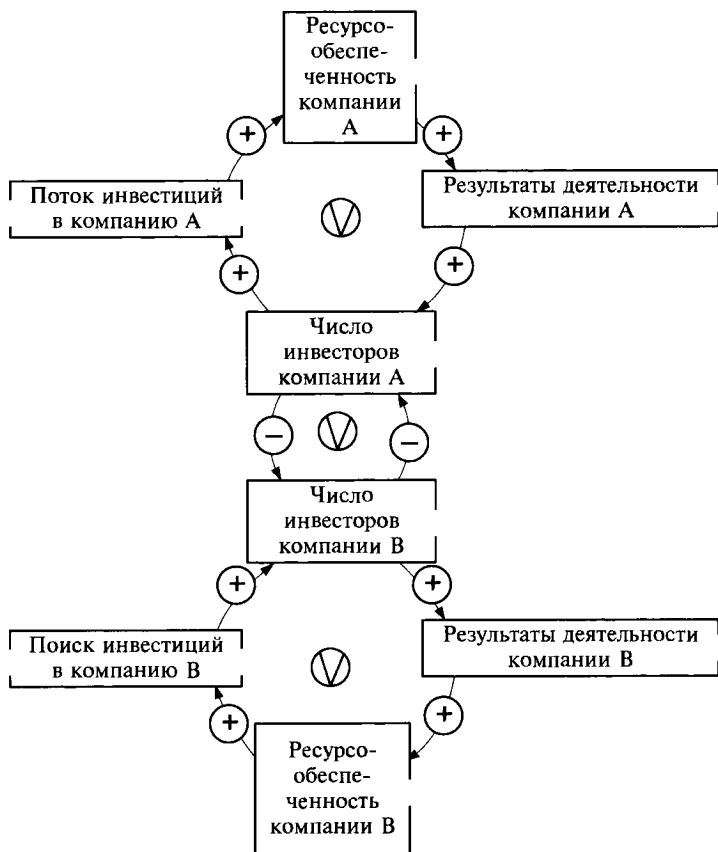 Ресурсо-
обеспе-
ченность
компании
А
+
+
Поток инвестиций
в компанию А
Результаты деятельности
компании А
+
+
Число
инвесторов
компании А
−
−
Число
инвесторов
компании В
+
+
Поиск инвестиций
в компанию В
Результаты деятельности
компании В
+
+
Ресурсо-
обеспе-
ченность
компании В